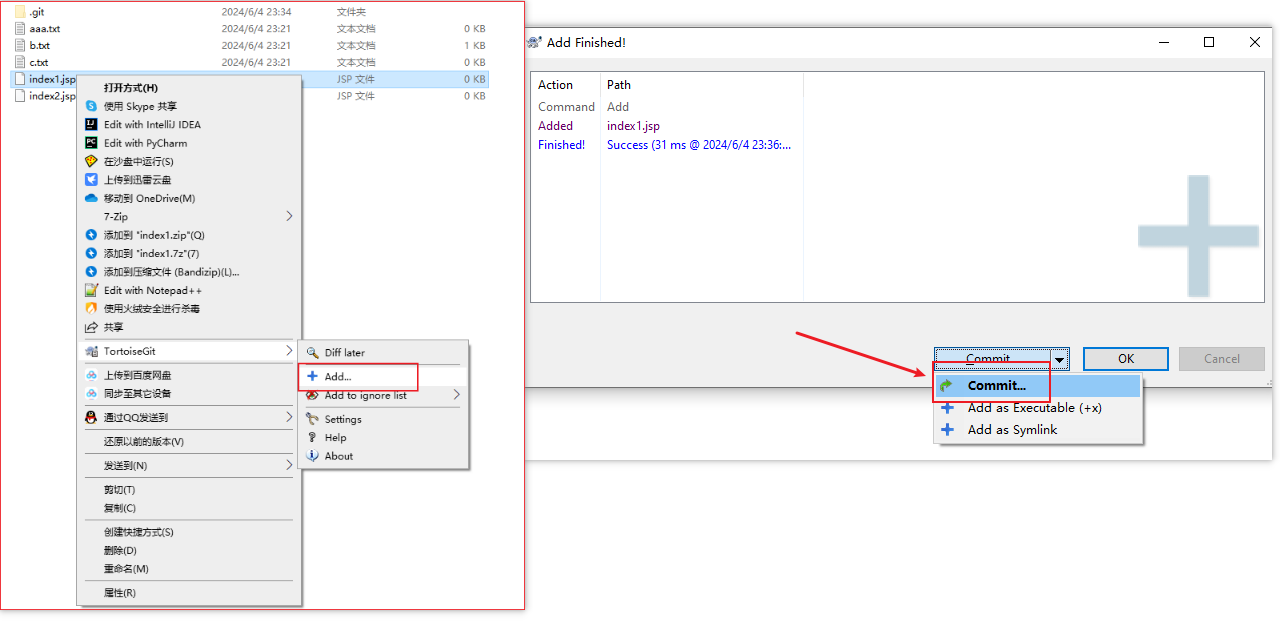 .git 2024/6/4 23:34 文件夹
aaa.txt 2024/6/4 23:21 文本文档 0 KB
b.txt 2024/6/4 23:21 文本文档 1 KB
c.txt 2024/6/4 23:21 文本文档 0 KB
index1.jsp JSP 文件 0 KB
index2.jsp JSP 文件 0 KB
打开方式(H)
使用 Skype 共享
Edit with IntelliJ IDEA
Edit with PyCharm
在沙盘中运行(S)
上传到迅雷云盘
移动到 OneDrive(M)
7-Zip
添加到 "index1.zip"(Q)
添加到 "index1.7z"(7)
添加到压缩文件 (Bandizip)(L)...
Edit with Notepad++
使用火绒安全进行杀毒
共享
TortoiseGit
上传到百度网盘
同步至其它设备
通过QQ发送到
还原以前的版本(V)
发送到(N)
剪切(T)
复制(C)
创建快捷方式(S)
删除(D)
重命名(M)
属性(R)
Diff later
Add...
Add to ignore list
Settings
Help
About
Add Finished!
Action Path
Command Add
Added index1.jsp
Finished! Success (31 ms @ 2024/6/4 23:36:...
Commit OK Cancel
Commit...
Add as Executable (+x)
Add as Symlink